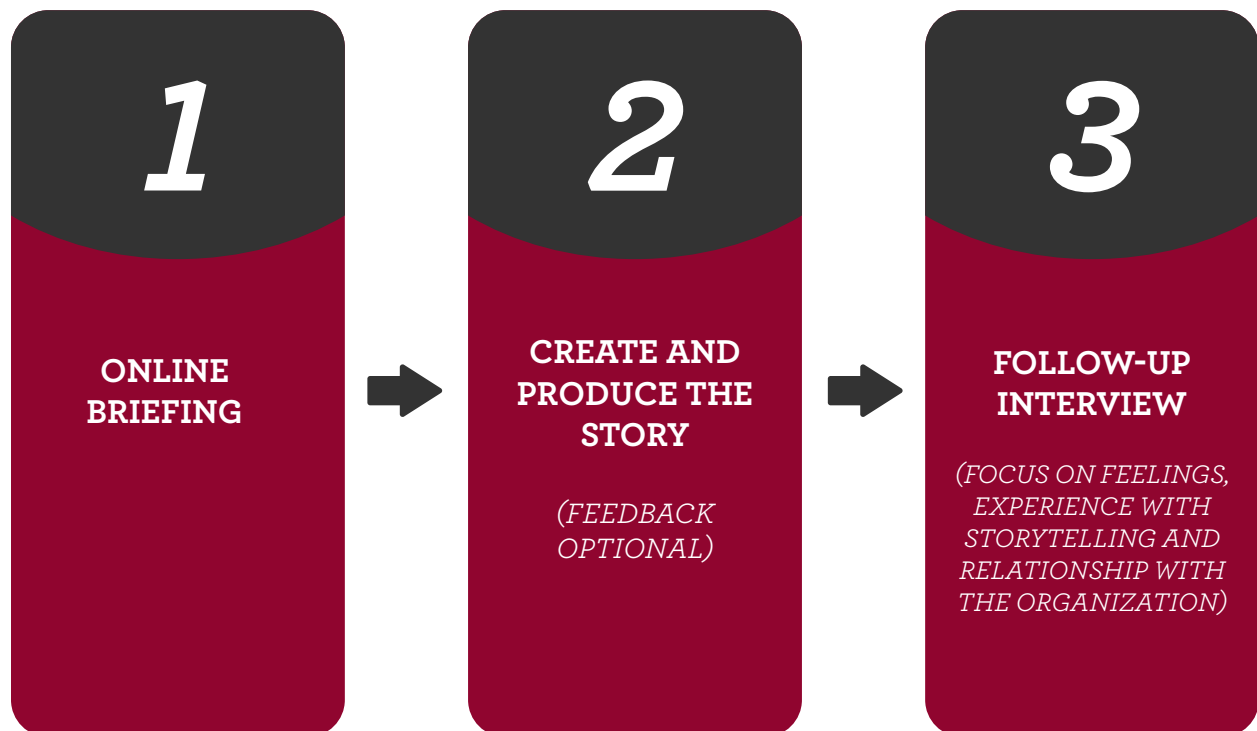 1
ONLINE
BRIEFING
2
CREATE AND
PRODUCE THE
STORY
(FEEDBACK
OPTIONAL)
3
FOLLOW-UP
INTERVIEW
(FOCUS ON FEELINGS,
EXPERIENCE WITH
STORYTELLING AND
RELATIONSHIP WITH
THE ORGANIZATION)